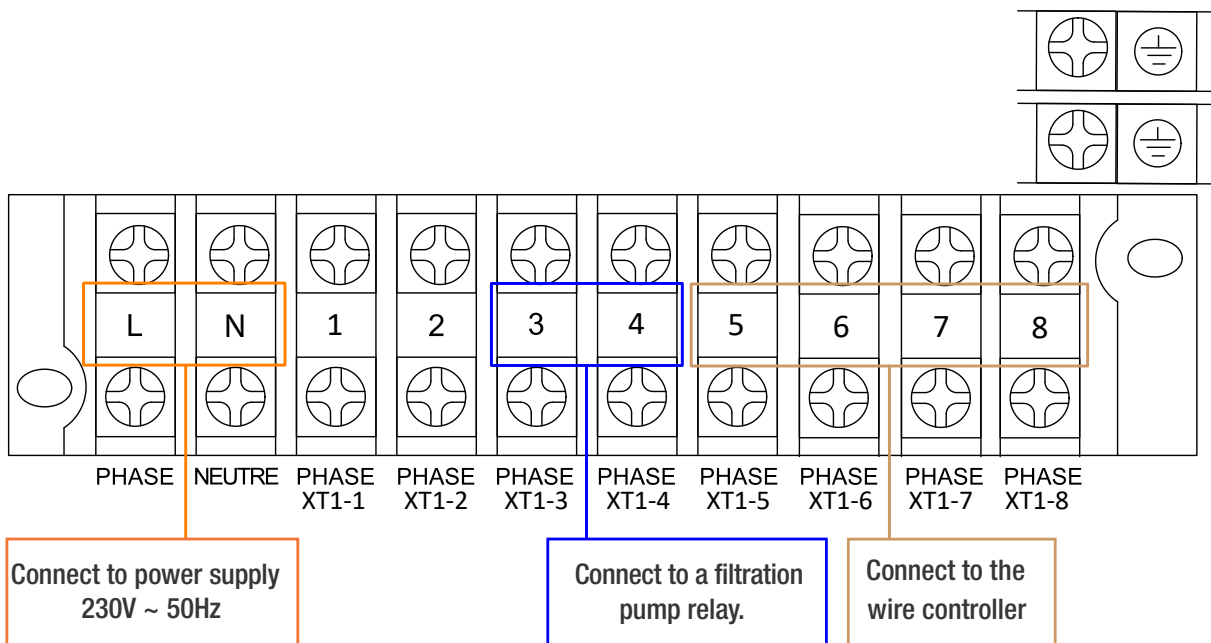 L N 1 2 3 4 5 6 7 8
PHASE NEUTRE PHASE PHASE PHASE PHASE PHASE PHASE PHASE PHASE
XT1-1 XT1-2 XT1-3 XT1-4 XT1-5 XT1-6 XT1-7 XT1-8
Connect to power supply
230V ~ 50Hz
Connect to a filtration
pump relay.
Connect to the
wire controller